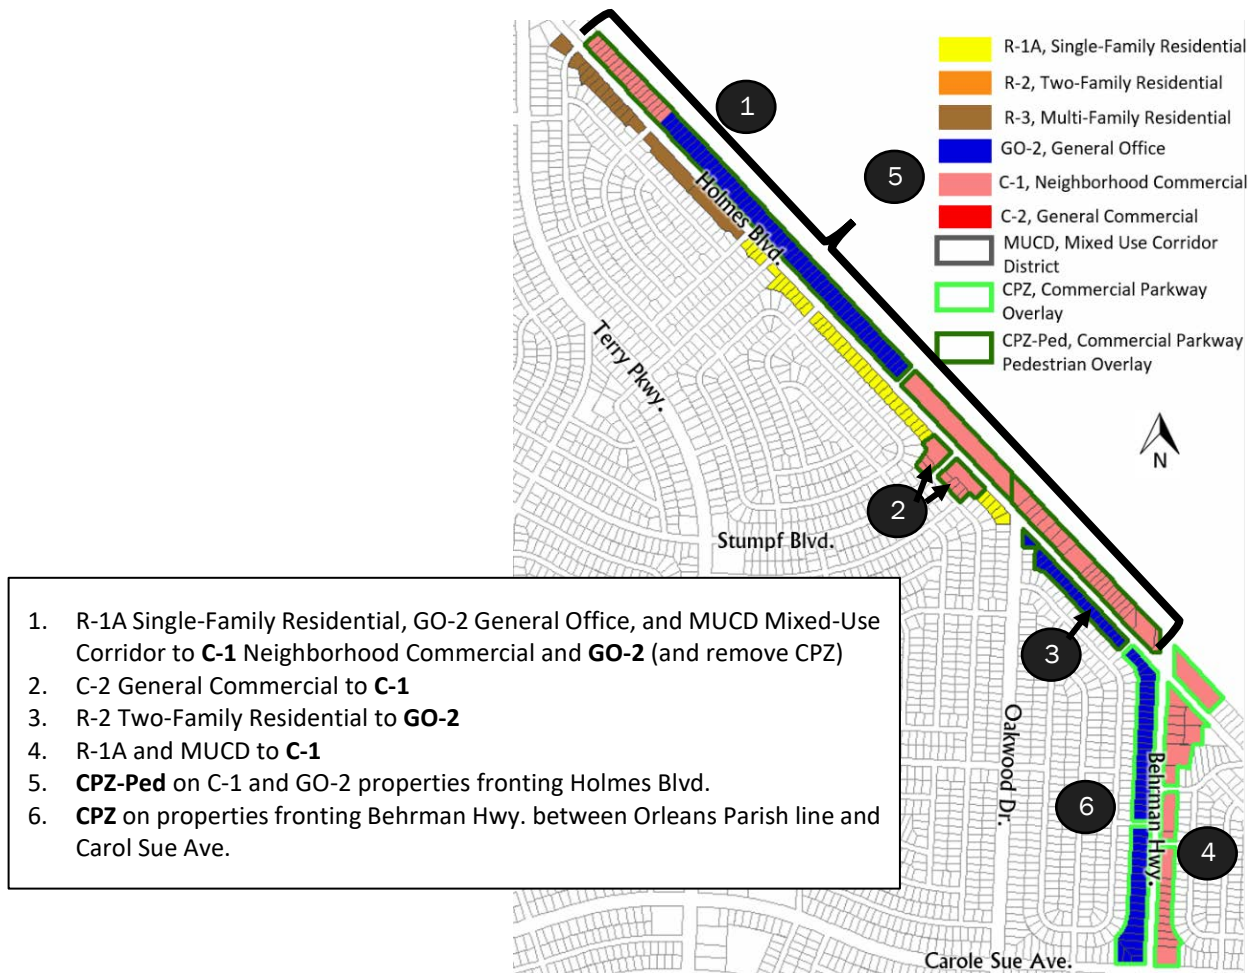 R-1A, Single-Family Residential
R-2, Two-Family Residential
R-3, Multi-Family Residential
GO-2, General Office
C-1, Neighborhood Commercial
C-2, General Commercial
MUCD, Mixed Use Corridor
District
CPZ, Commercial Parkway
Overlay
CPZ-Ped, Commercial Parkway
Pedestrian Overlay
1
5
Holmes Blvd.
Terry Pkwy.
N
2
Stumpf Blvd.
3
Oakwood Dr.
Behrman Hwy.
6
4
Carole Sue Ave.
1. R-1A Single-Family Residential, GO-2 General Office, and MUCD Mixed-Use
Corridor to C-1 Neighborhood Commercial and GO-2 (and remove CPZ)
2. C-2 General Commercial to C-1
3. R-2 Two-Family Residential to GO-2
4. R-1A and MUCD to C-1
5. CPZ-Ped on C-1 and GO-2 properties fronting Holmes Blvd.
6. CPZ on properties fronting Behrman Hwy. between Orleans Parish line and
Carol Sue Ave.